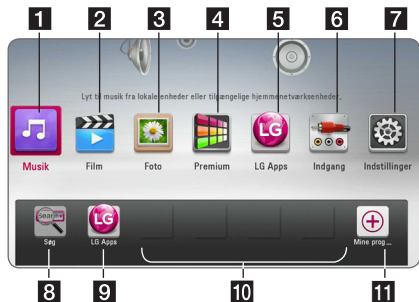 1 2 3 4 5 6 7
Lyt til musik fra lokale enheder eller tilgængelige hjemmenetværksenheder.
LG
Musik Film Foto Premium LG Apps Indgang Indstillinger
Search
LG
Søg LG Apps Mine prog...
8 9 10 11